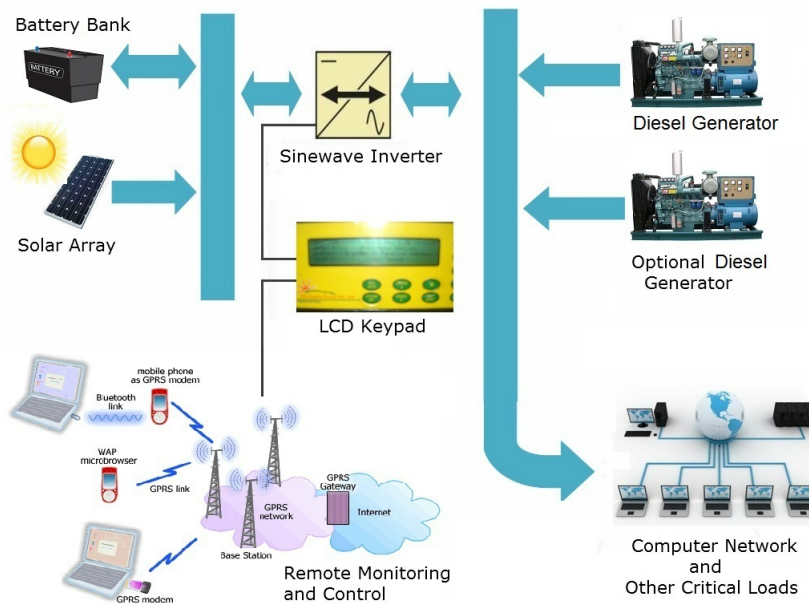 Battery Bank
BATTERY
Solar Array
Sinewave Inverter
Diesel Generator
Optional Diesel
Generator
LCD Keypad
mobile phone
as GPRS modem
Bluetooth
link
WAP
microbrowser
GPRS link
GPRS
network
GPRS
Gateway
Internet
Base Station
GPRS modem
Remote Monitoring
and Control
Computer Network
and
Other Critical Loads